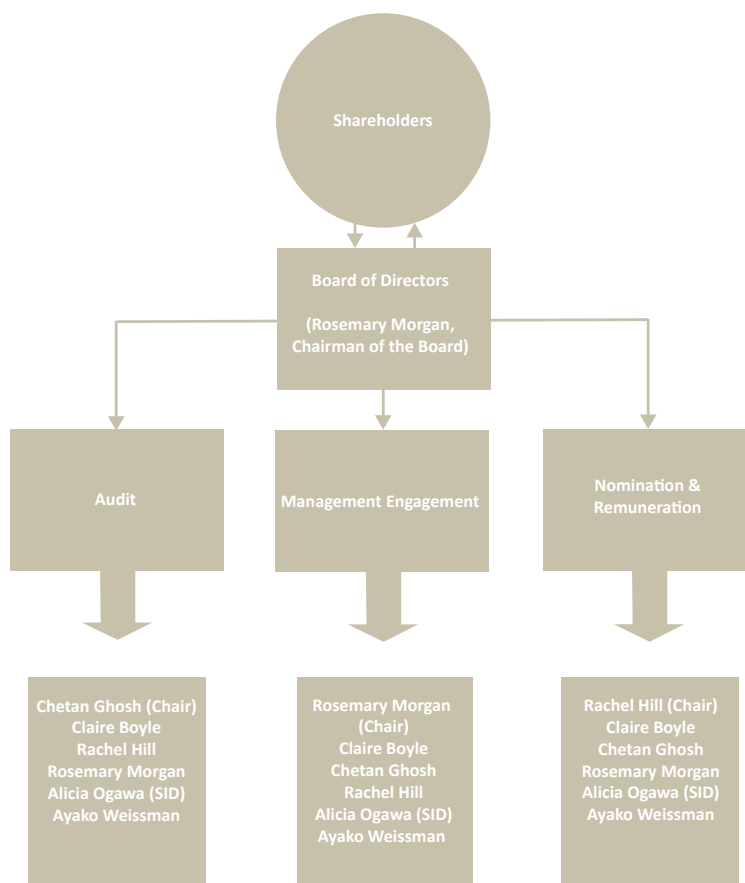 Shareholders
Board of Directors
(Rosemary Morgan,
Chairman of the Board)
Audit
Management Engagement
Nomination &
Remuneration
Chetan Ghosh (Chair)
Claire Boyle
Rachel Hill
Rosemary Morgan
Alicia Ogawa (SID)
Ayako Weissman
Rosemary Morgan
(Chair)
Claire Boyle
Chetan Ghosh
Rachel Hill
Alicia Ogawa (SID)
Ayako Weissman
Rachel Hill (Chair)
Claire Boyle
Chetan Ghosh
Rosemary Morgan
Alicia Ogawa (SID)
Ayako Weissman